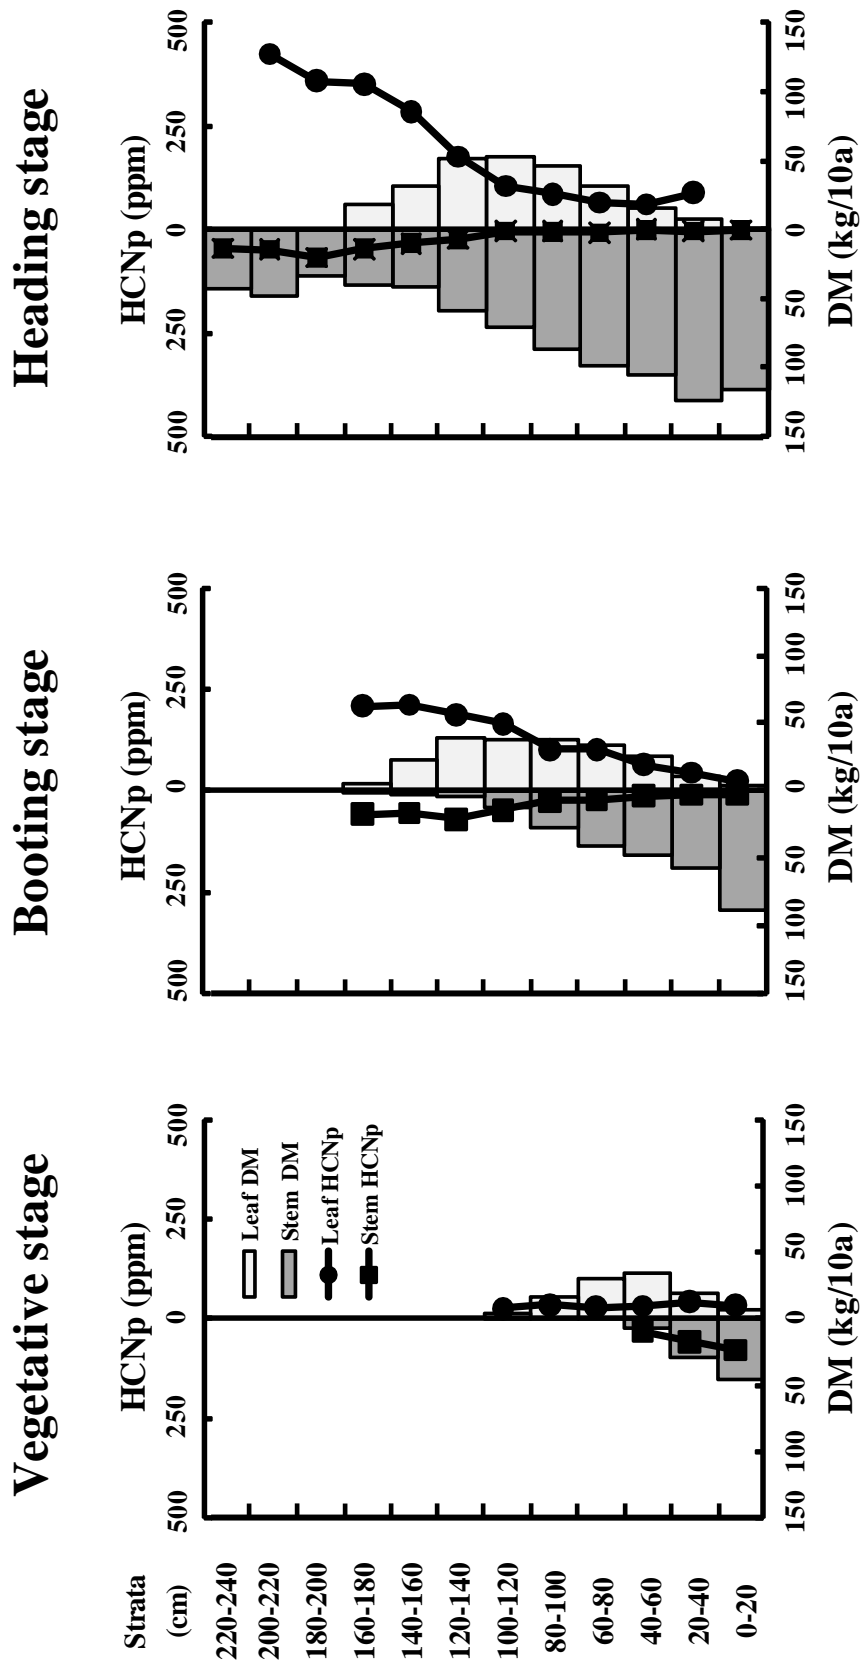 Vegetative stage
Booting stage
Heading stage
HCNp (ppm)
HCNp (ppm)
HCNp (ppm)
Strata
(cm)
500 250 0 250 500
500 250 0 250 500
500 250 0 250 500
220-240
200-220
180-200
160-180
140-160
120-140
100-120
80-100
60-80
40-60
20-40
0-20
Leaf DM
Stem DM
Leaf HCNp
Stem HCNp
150 100 50 0 50 100 150
150 100 50 0 50 100 150
150 100 50 0 50 100 150
DM (kg/10a)
DM (kg/10a)
DM (kg/10a)